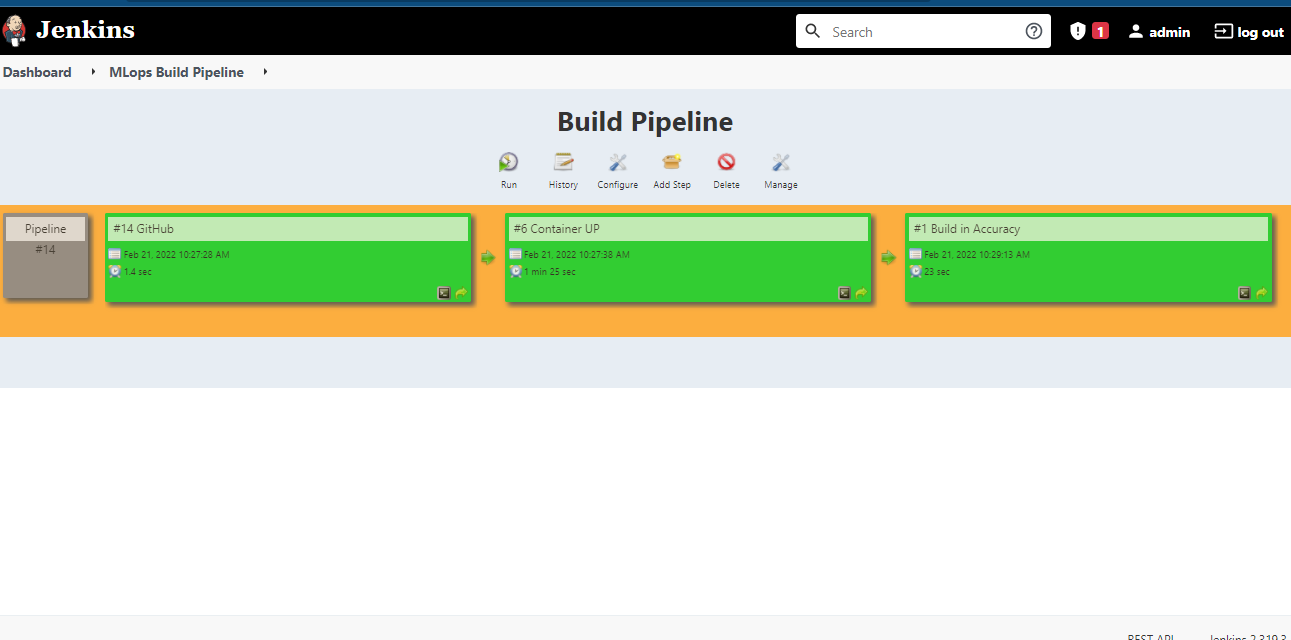 Jenkins
Search
1
admin
log out
Dashboard
MLops Build Pipeline
Build Pipeline
Run
History
Configure
Add Step
Delete
Manage
Pipeline
#14
#14 GitHub
Feb 21, 2022 10:27:28 AM
1.4 sec
#6 Container UP
Feb 21, 2022 10:27:38 AM
1 min 25 sec
#1 Build in Accuracy
Feb 21, 2022 10:29:13 AM
23 sec
REST API
Jenkins 2.319.3